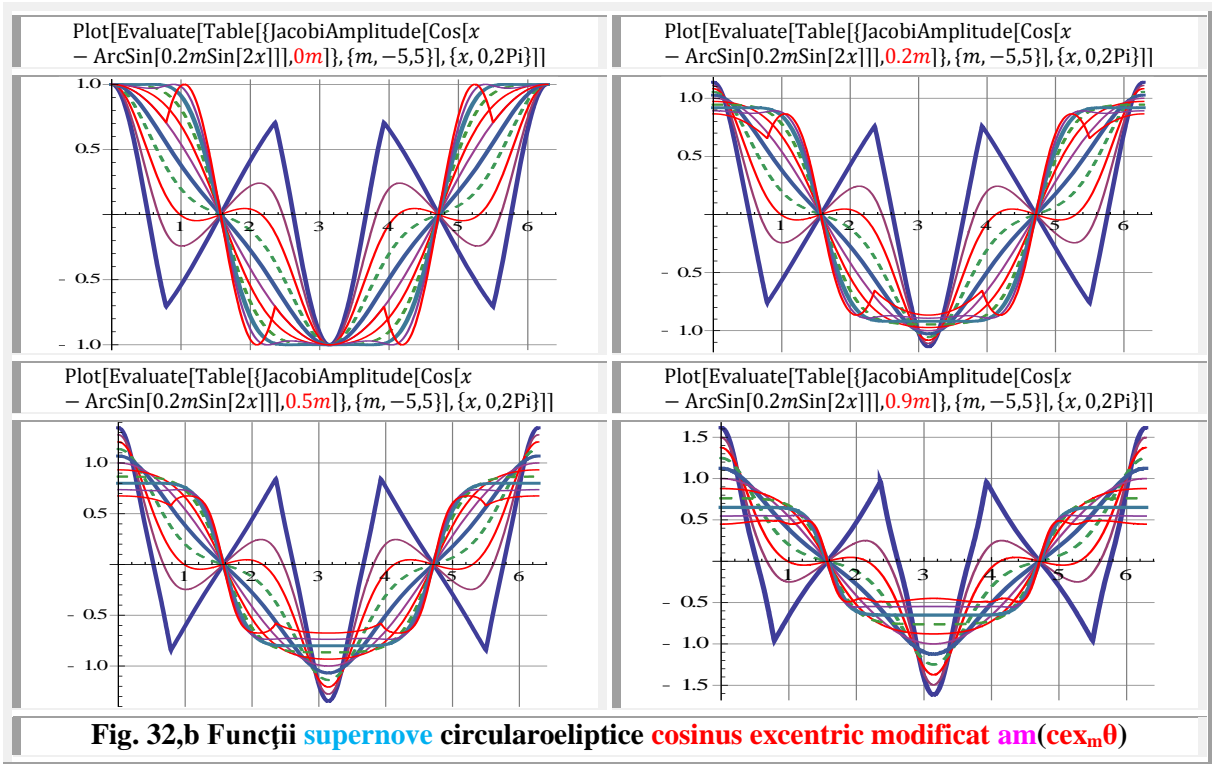 Plot[Evaluate[Table[{JacobiAmplitude[Cos[x
− ArcSin[0.2mSin[2x]]],0m]},{m,−5,5}],{x,0,2Pi}]]
Plot[Evaluate[Table[{JacobiAmplitude[Cos[x
− ArcSin[0.2mSin[2x]]],0.2m]},{m,−5,5}],{x,0,2Pi}]]
1.0
0.5
1 2 3 4 5 6
− 0.5
− 1.0
1.0
0.5
1 2 3 4 5 6
− 0.5
− 1.0
Plot[Evaluate[Table[{JacobiAmplitude[Cos[x
− ArcSin[0.2mSin[2x]]],0.5m]},{m,−5,5}],{x,0,2Pi}]]
Plot[Evaluate[Table[{JacobiAmplitude[Cos[x
− ArcSin[0.2mSin[2x]]],0.9m]},{m,−5,5}],{x,0,2Pi}]]
1.0
0.5
1 2 3 4 5 6
− 0.5
− 1.0
1.5
1.0
0.5
1 2 3 4 5 6
− 0.5
− 1.0
− 1.5
Fig. 32,b Funcţii supernove circularoeliptice cosinus excentric modificat am(cexₘθ)